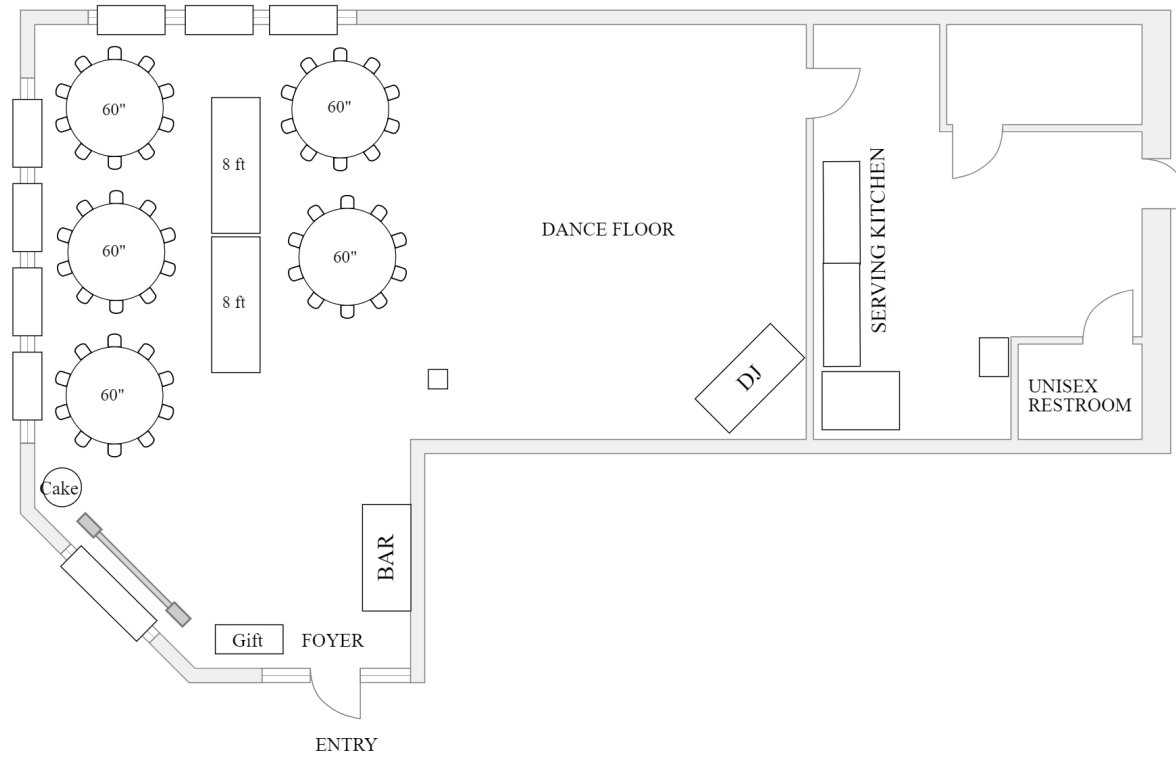 60"
60"
8 ft
DANCE FLOOR
SERVING KITCHEN
60"
60"
8 ft
DJ
60"
UNISEX
RESTROOM
Cake
BAR
Gift
FOYER
ENTRY